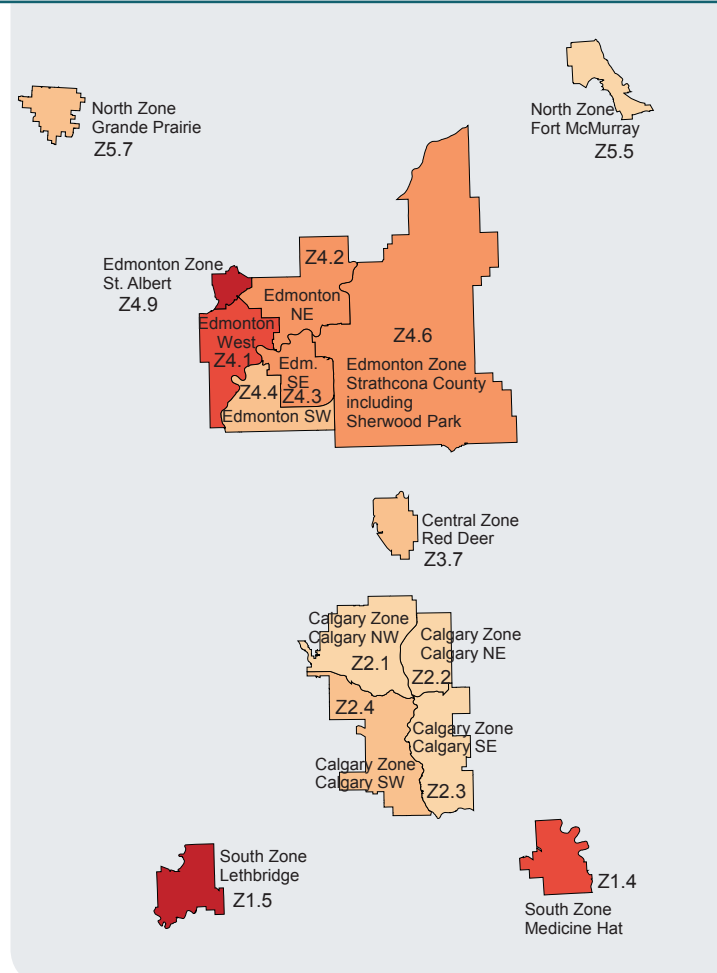 North Zone
Grande Prairie
Z5.7
North Zone
Fort McMurray
Z5.5
Edmonton Zone
St. Albert
Z4.9
Z4.2
Edmonton
NE
Edmonton
West
Z4.1
Edm.
SE
Z4.3
Z4.4
Edmonton SW
Z4.6
Edmonton Zone
Strathcona County
including
Sherwood Park
Central Zone
Red Deer
Z3.7
Calgary Zone
Calgary NW
Z2.1
Calgary Zone
Calgary NE
Z2.2
Z2.4
Calgary Zone
Calgary SW
Calgary Zone
Calgary SE
Z2.3
South Zone
Lethbridge
Z1.5
Z1.4
South Zone
Medicine Hat